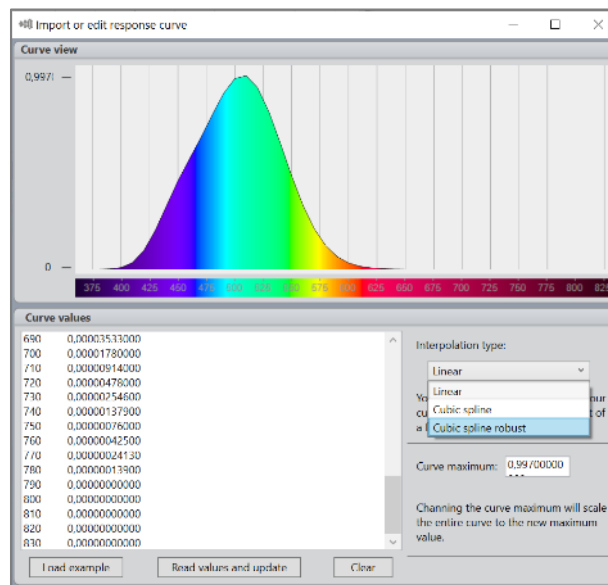 Import or edit response curve
Curve view
0,997
0
375 400 425 450 475 500 525 550 575 600 625 650 675 700 725 750 775 800 825
Curve values
690 0,00003533000
700 0,00001780000
710 0,00000914000
720 0,00000478000
730 0,00000254600
740 0,00000137900
750 0,00000076000
760 0,00000042500
770 0,00000024130
780 0,00000013900
790 0,00000000000
800 0,00000000000
810 0,00000000000
820 0,00000000000
830 0,00000000000
Interpolation type:
Linear
Linear
Cubic spline
Cubic spline robust
Curve maximum: 0,99700000
Channing the curve maximum will scale
the entire curve to the new maximum
value.
Load example
Read values and update
Clear